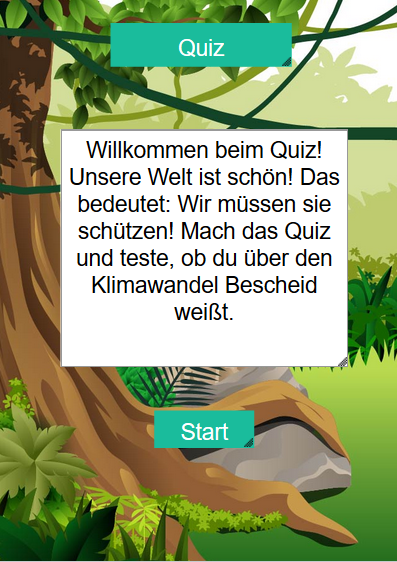 Quiz
Willkommen beim Quiz!
Unsere Welt ist schön! Das
bedeutet: Wir müssen sie
schützen! Mach das Quiz
und teste, ob du über den
Klimawandel Bescheid
weißt.
Start